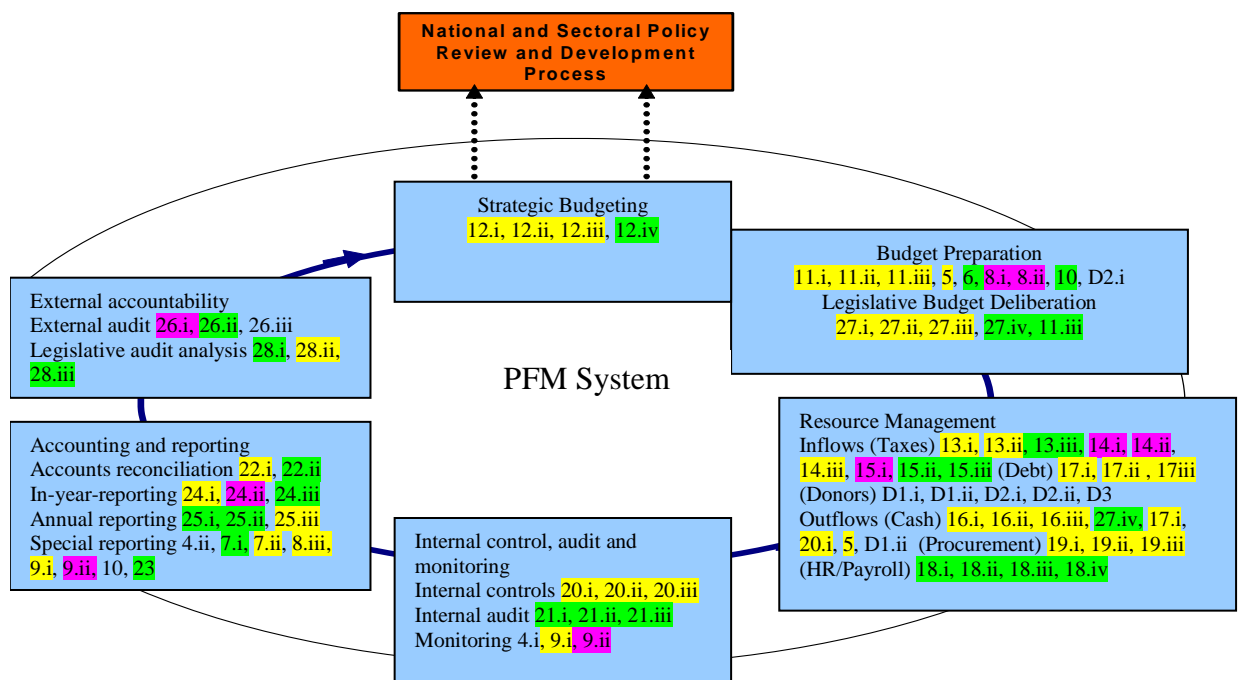 National and Sectoral Policy
Review and Development
Process
Strategic Budgeting
12.i, 12.ii, 12.iii, 12.iv
Budget Preparation
11.i, 11.ii, 11.iii, 5, 6, 8.i, 8.ii, 10, D2.i
Legislative Budget Deliberation
27.i, 27.ii, 27.iii, 27.iv, 11.iii
External accountability
External audit 26.i, 26.ii, 26.iii
Legislative audit analysis 28.i, 28.ii,
28.iii
PFM System
Resource Management
Inflows (Taxes) 13.i, 13.ii, 13.iii, 14.i, 14.ii,
14.iii, 15.i, 15.ii, 15.iii (Debt) 17.i, 17.ii , 17iii
(Donors) D1.i, D1.ii, D2.i, D2.ii, D3
Outflows (Cash) 16.i, 16.ii, 16.iii, 27.iv, 17.i,
20.i, 5, D1.ii (Procurement) 19.i, 19.ii, 19.iii
(HR/Payroll) 18.i, 18.ii, 18.iii, 18.iv
Accounting and reporting
Accounts reconciliation 22.i, 22.ii
In-year-reporting 24.i, 24.ii, 24.iii
Annual reporting 25.i, 25.ii, 25.iii
Special reporting 4.ii, 7.i, 7.ii, 8.iii,
9.i, 9.ii, 10, 23
Internal control, audit and
monitoring
Internal controls 20.i, 20.ii, 20.iii
Internal audit 21.i, 21.ii, 21.iii
Monitoring 4.i, 9.i, 9.ii